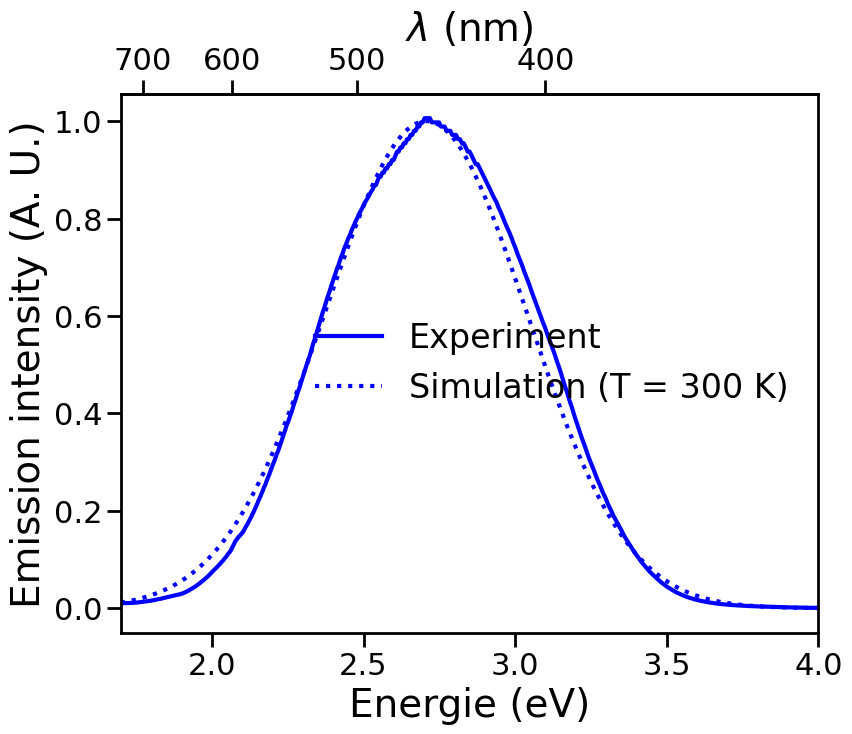 λ (nm)
700 600 500 400
Emission intensity (A. U.)
1.0
0.8
0.6
0.4
0.2
0.0
Experiment
Simulation (T = 300 K)
2.0 2.5 3.0 3.5 4.0
Energie (eV)